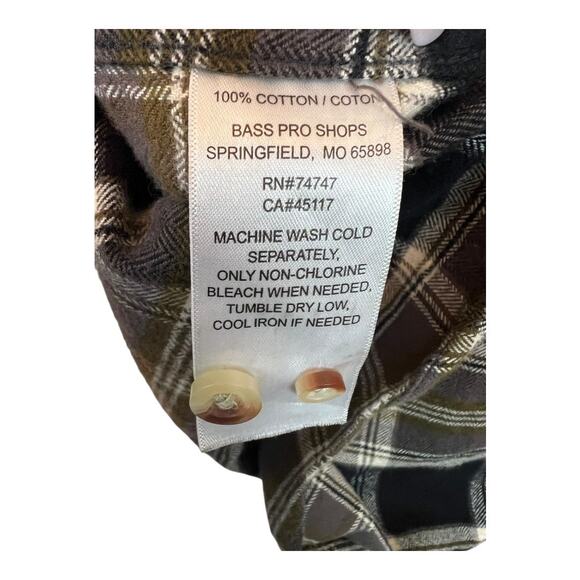 100% COTTON / COTON
BASS PRO SHOPS
SPRINGFIELD, MO 65898
RN#74747
CA#45117
MACHINE WASH COLD
SEPARATELY,
ONLY NON-CHLORINE
BLEACH WHEN NEEDED,
TUMBLE DRY LOW,
COOL IRON IF NEEDED